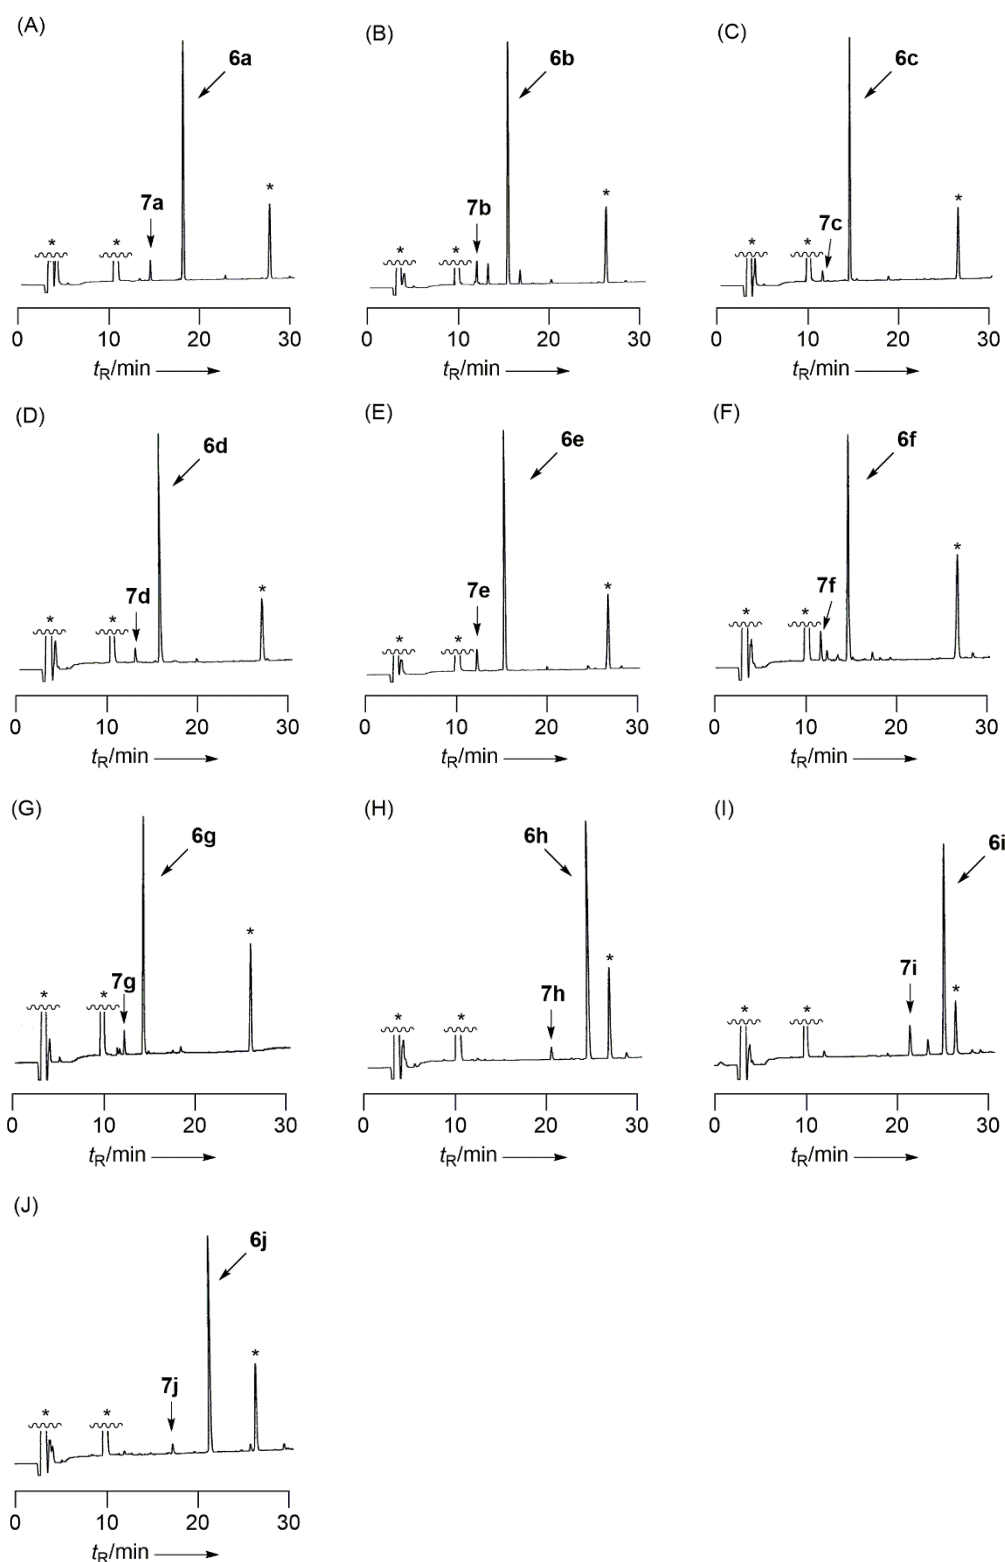 (A) (B) (C)
6a 6b 6c
7a * 7b * 7c *
* * * * * *
0 10 20 30 0 10 20 30 0 10 20 30
tR/min tR/min tR/min
(D) (E) (F)
6d 6e 6f
7d * 7e * 7f *
* * * * * *
0 10 20 30 0 10 20 30 0 10 20 30
tR/min tR/min tR/min
(G) (H) (I)
6g 6h 6i
7g * 7h * 7i *
* * * * * *
0 10 20 30 0 10 20 30 0 10 20 30
tR/min tR/min tR/min
(J)
6j
7j *
* *
0 10 20 30
tR/min